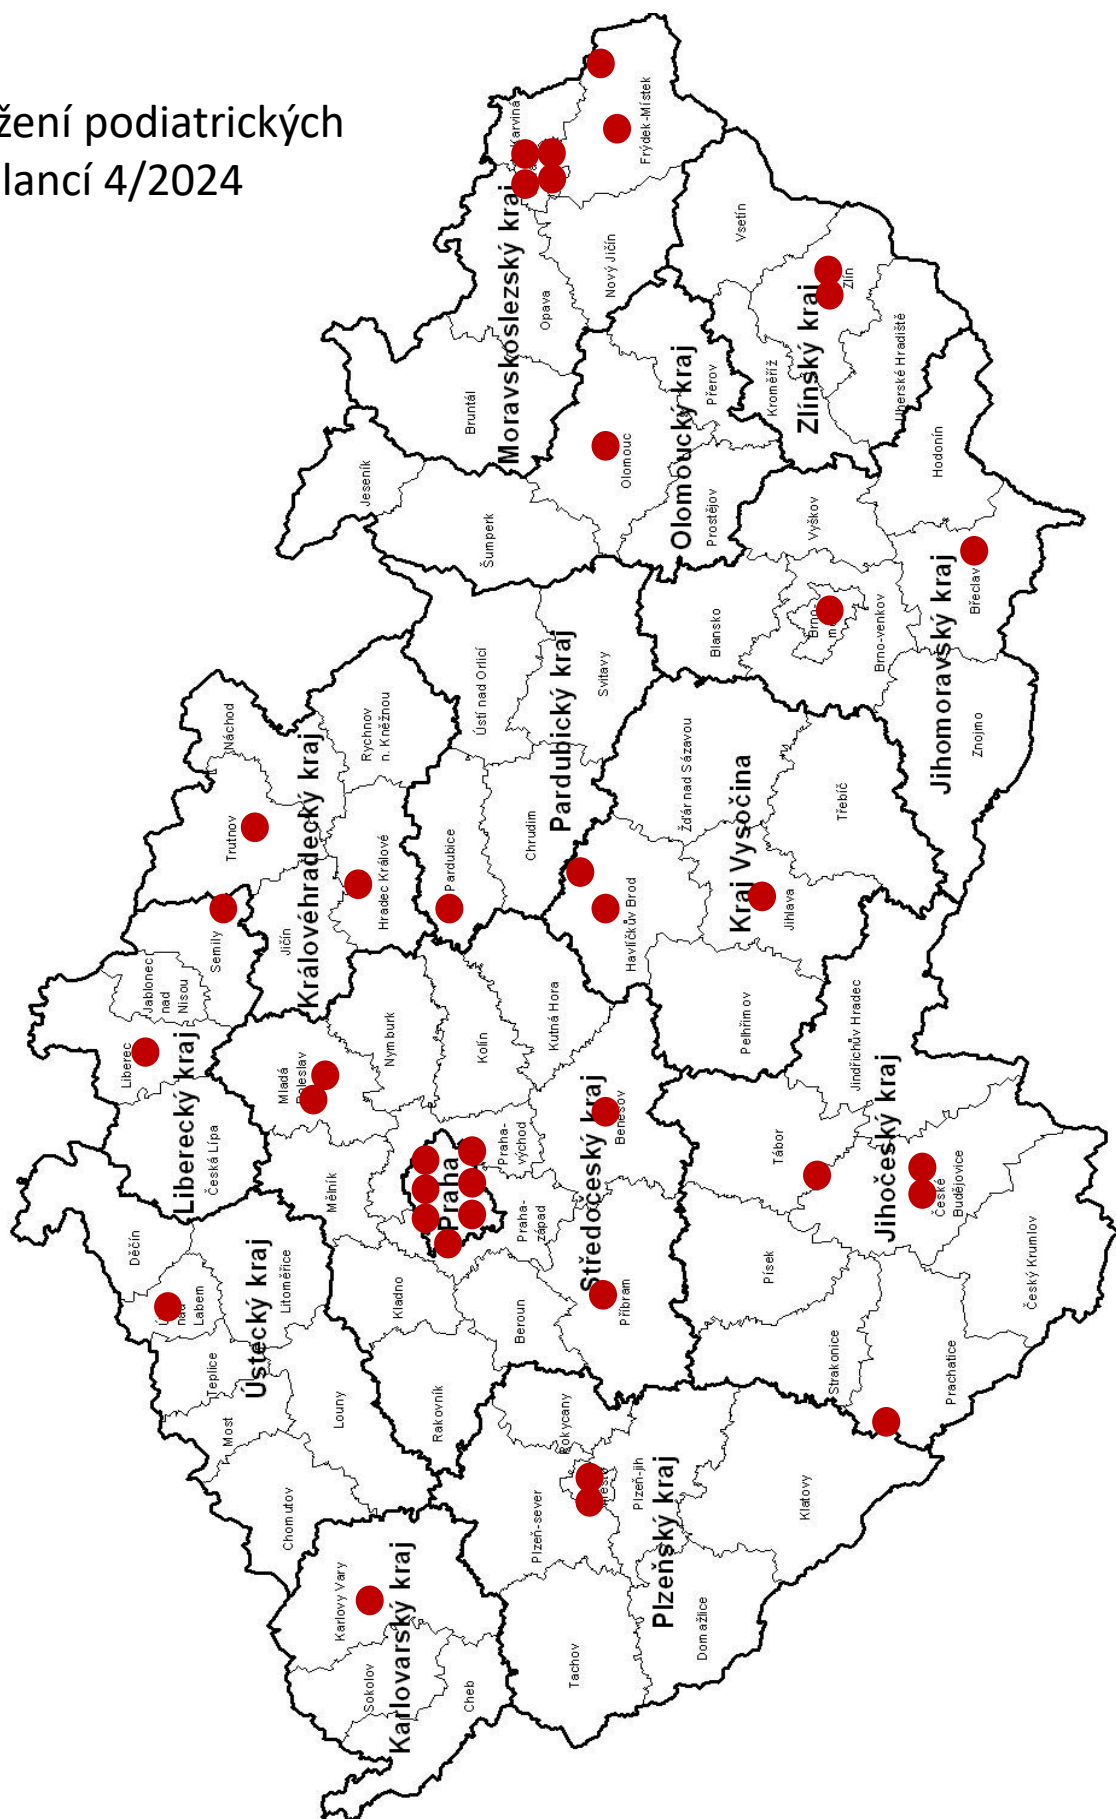 žení podiatrických
lancí 4/2024
Karviná
Frýdek-Místek
Moravskoslezský kraj
Opava
Nový Jičín
Bruntál
Vsetín
Zlín
Zlínský kraj
Kroměříž
Uherské Hradiště
Jeseník
Šumperk
Olomouc
Olomoucký kraj
Přerov
Prostějov
Vyškov
Hodonín
Břeclav
Jihomoravský kraj
Blansko
Brno-
m
Brno-venkov
Znojmo
Ústí nad Orlicí
Svitavy
Pardubický kraj
Chrudim
Pardubice
Náchod
Rychnov
n. Kněžnou
Trutnov
Královéhradecký kraj
Hradec Králové
Jičín
Semily
Jablonec
nad
Nisou
Liberec
Liberecký kraj
Česká Lípa
Žďár nad Sázavou
Kraj Vysočina
Třebíč
Havlíčkův Brod
Jihlava
Pelhřimov
Mladá
Boleslav
Nymburk
Kolín
Kutná Hora
Mělník
Praha
Praha-
východ
Praha-
západ
Benešov
Středočeský kraj
Kladno
Beroun
Příbram
Rakovník
Jindřichův Hradec
Jihočeský kraj
Tábor
České
Budějovice
Písek
Český Krumlov
Strakonice
Prachatice
Děčín
Labem
Litoměřice
Ústecký kraj
Teplice
Most
Louny
Chomutov
Rokycany
Plzeň-sever
Plzeň-jih
Plzeňský kraj
Klatovy
Domažlice
Tachov
Karlovy Vary
Karlovarský kraj
Sokolov
Cheb